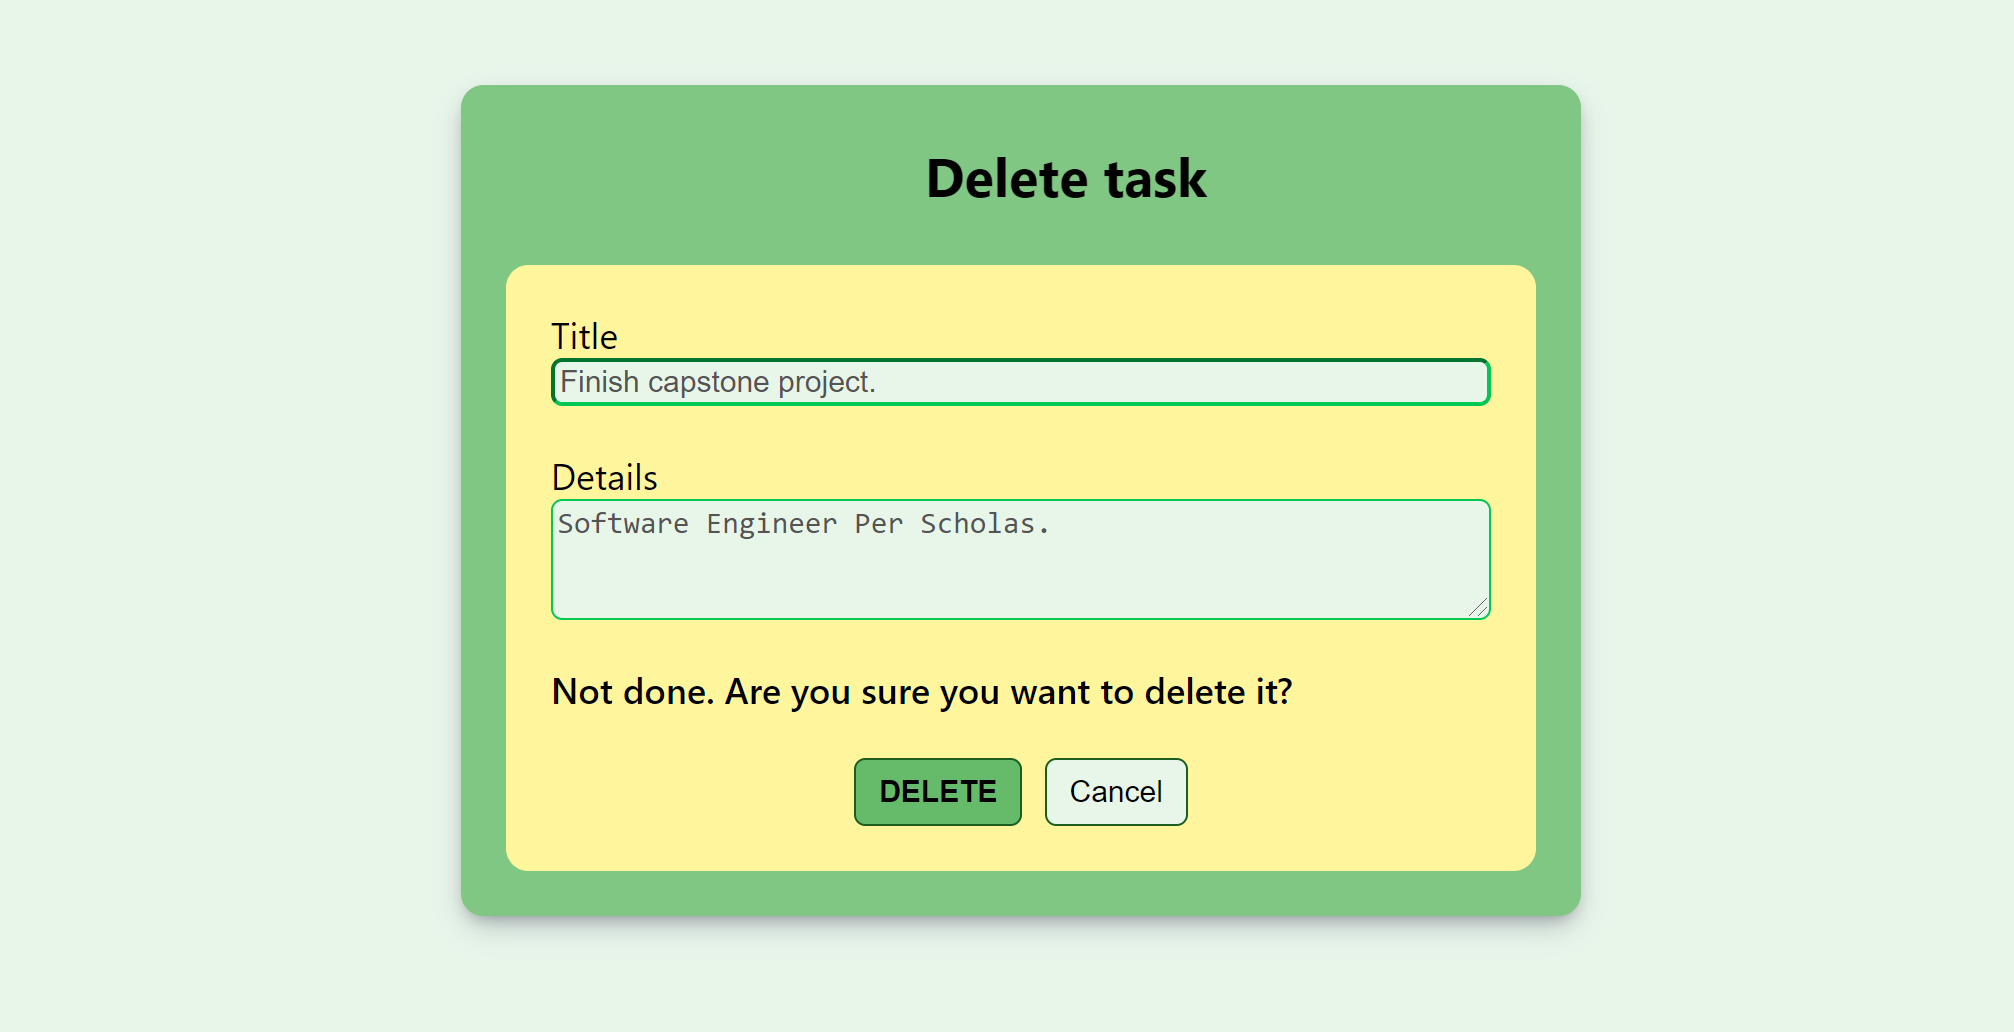 Delete task
Title
Finish capstone project.
Details
Software Engineer Per Scholas.
Not done. Are you sure you want to delete it?
DELETE Cancel